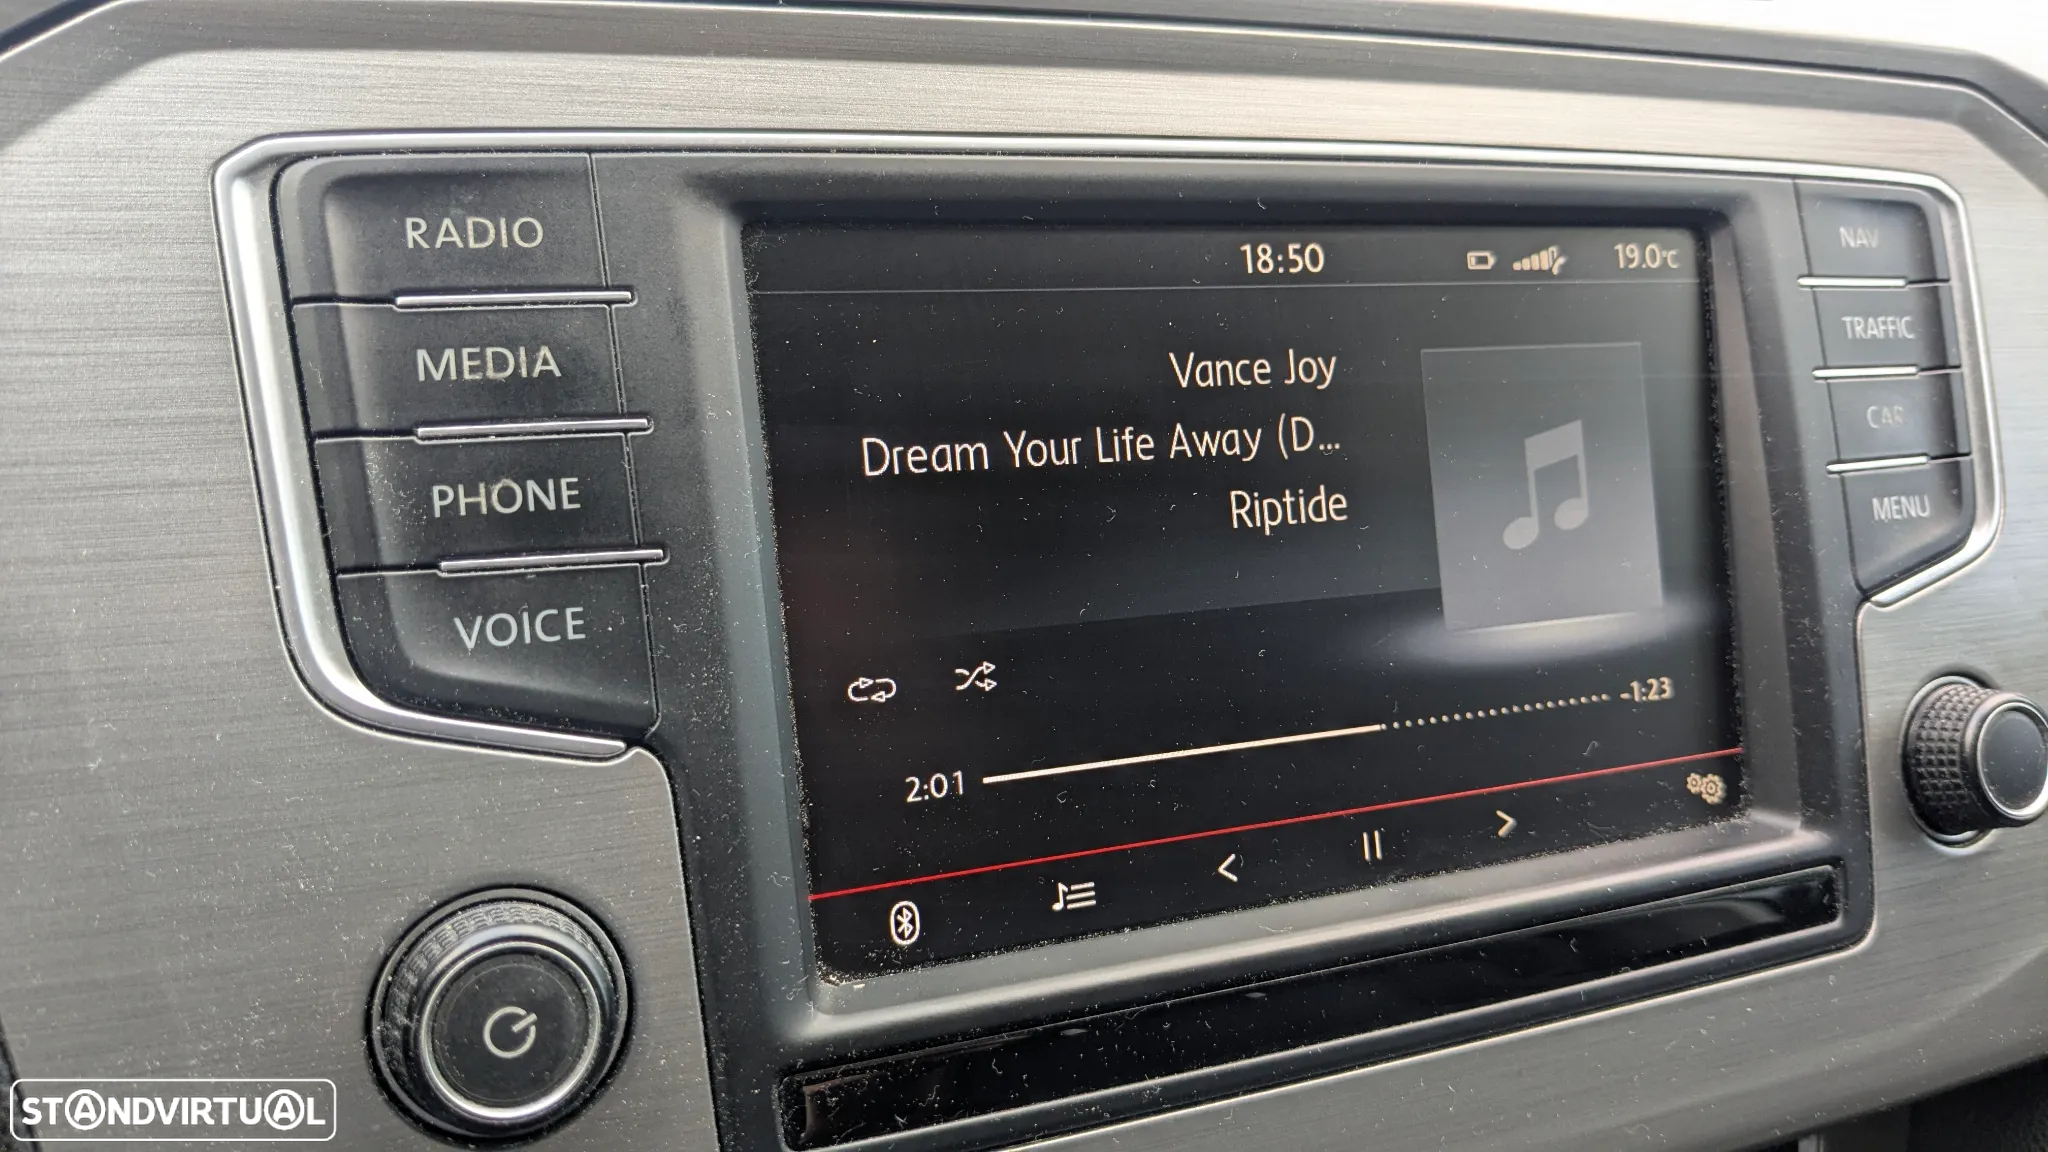 RADIO
MEDIA
PHONE
VOICE
18:50
19.0°C
Vance Joy
Dream Your Life Away (D...
Riptide
2:01
-1:23
NAV
TRAFFIC
CAR
MENU
STANDVIRTUAL